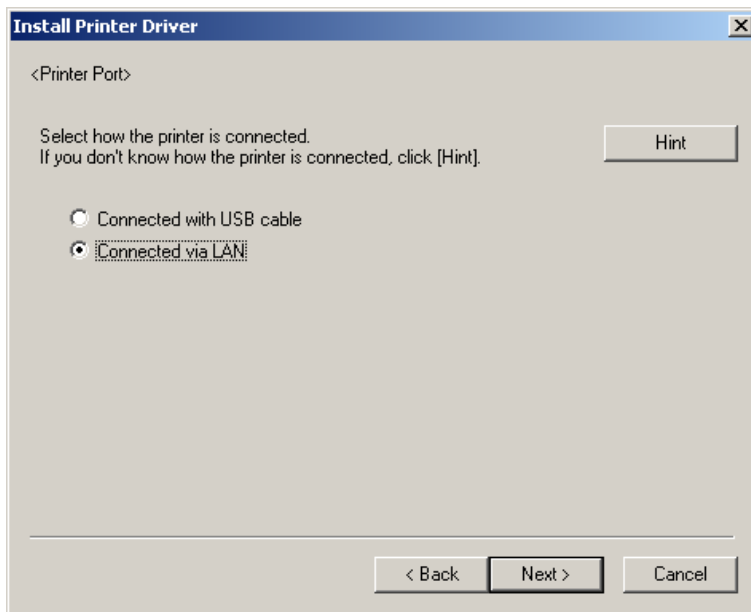 Install Printer Driver
<Printer Port>
Select how the printer is connected.
If you don't know how the printer is connected, click [Hint].
Hint
Connected with USB cable
Connected via LAN
< Back
Next >
Cancel